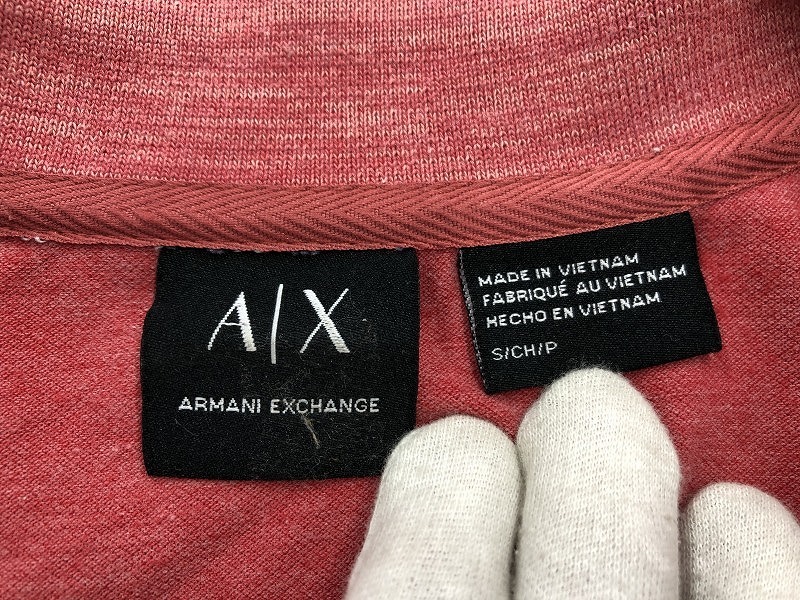 A|X
ARMANI EXCHANGE
MADE IN VIETNAM
FABRIQUÉ AU VIETNAM
HECHO EN VIETNAM
S/CH/P